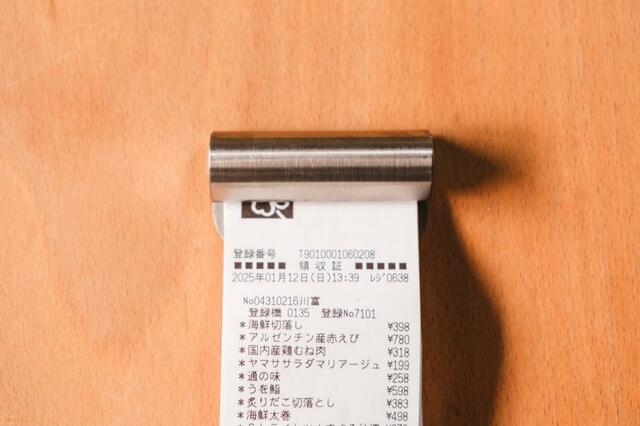 登録番号 T9010001060208
■■■■■ 領収証 ■■■■■
2025年01月12日(日)13:39 レジ0638
No04310216川富
登録機 0135 登録No7101
*海鮮切落し ¥398
*アルゼンチン産赤えび ¥780
*国内産鶏むね肉 ¥318
*ヤマササラダマリアージュ ¥199
*通の味 ¥258
*うを鮨 ¥598
*炙りだこ切落とし ¥383
*海鮮太巻 ¥498